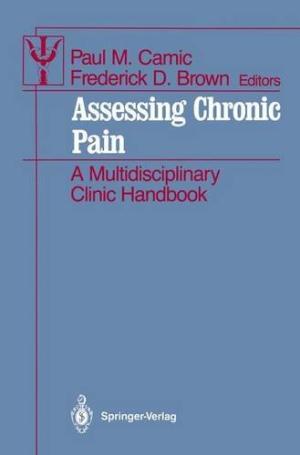 Paul M. Camic
Frederick D. Brown Editors
Assessing Chronic
Pain
A Multidisciplinary
Clinic Handbook
Springer-Verlag